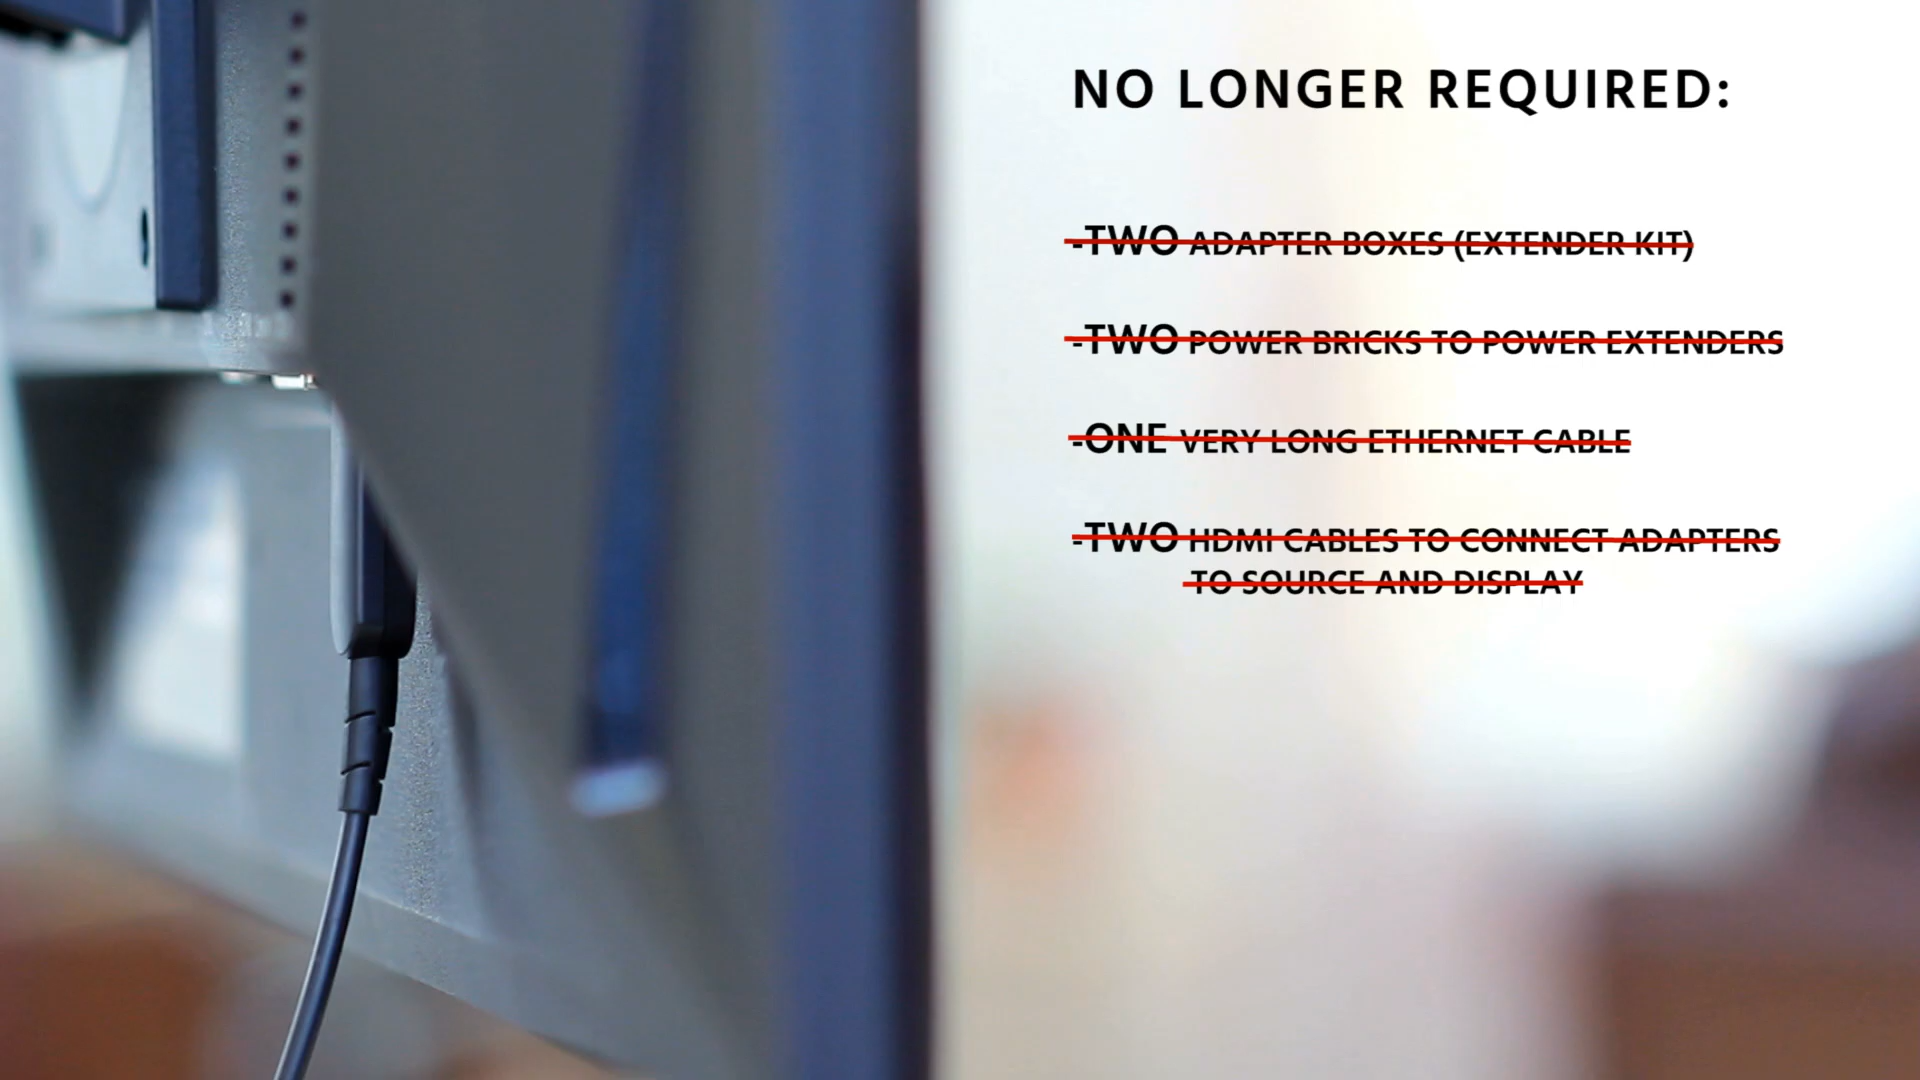 NO LONGER REQUIRED:
-TWO ADAPTER BOXES (EXTENDER KIT)
-TWO POWER BRICKS TO POWER EXTENDERS
-ONE VERY LONG ETHERNET CABLE
-TWO HDMI CABLES TO CONNECT ADAPTERS
TO SOURCE AND DISPLAY